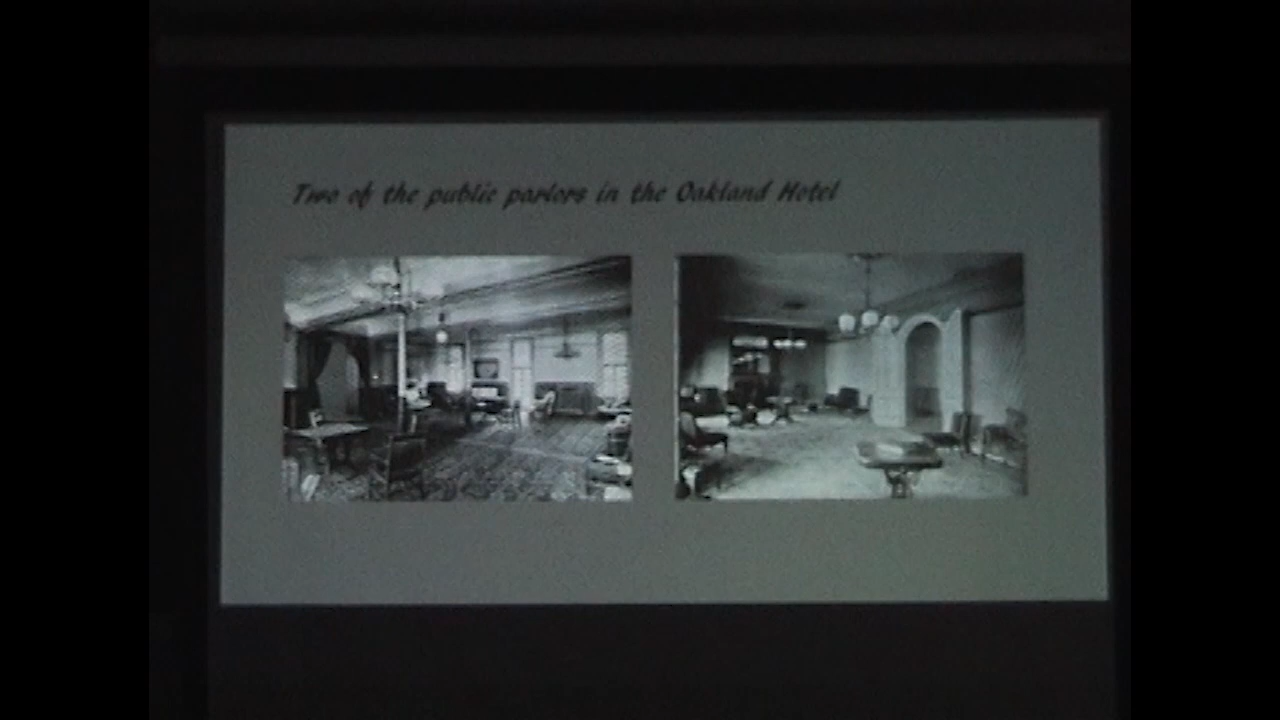 Two of the public parlors in the Oakland Hotel